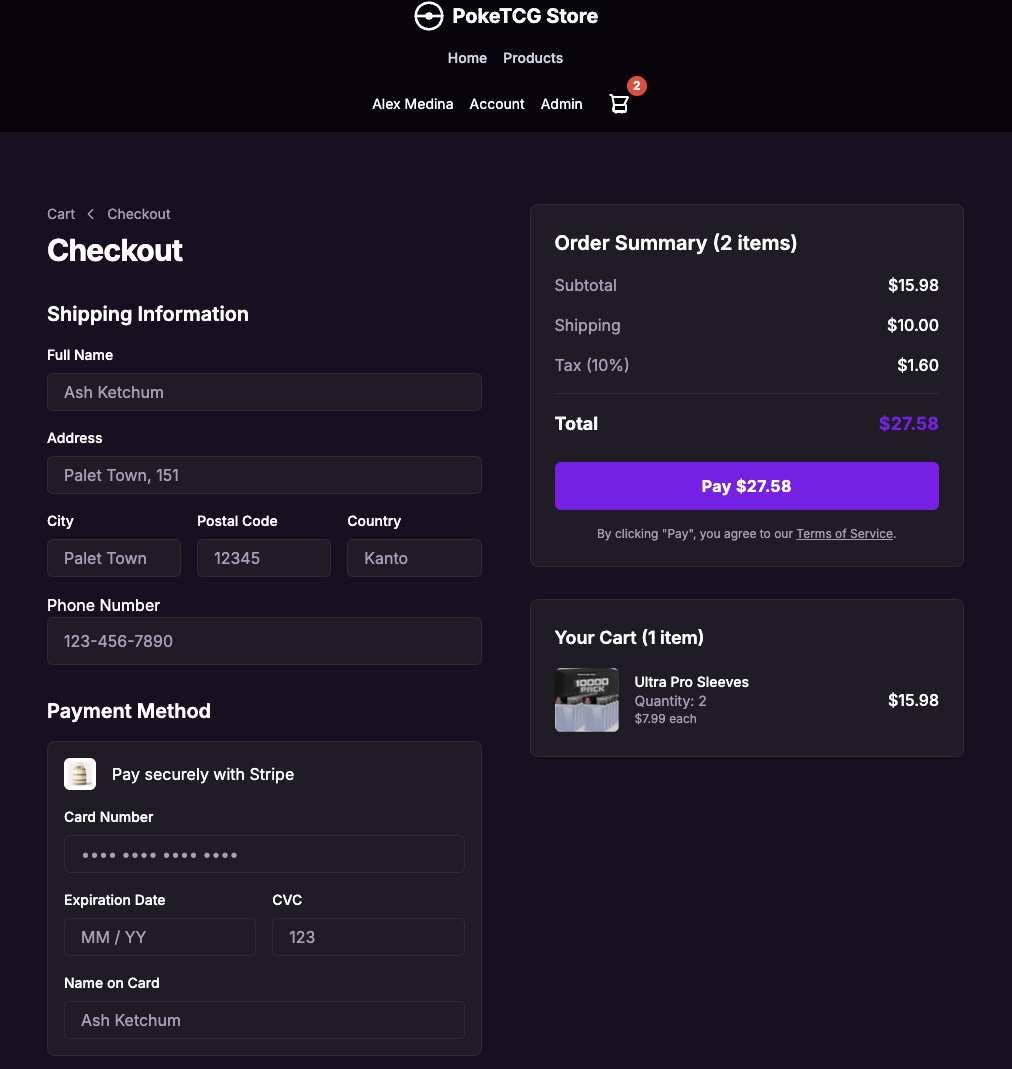 PokeTCG Store
Home Products
2
Alex Medina Account Admin
Cart Checkout
Checkout
Shipping Information
Full Name
Ash Ketchum
Address
Palet Town, 151
City Postal Code Country
Palet Town 12345 Kanto
Phone Number
123-456-7890
Payment Method
Pay securely with Stripe
Card Number
•••• •••• •••• ••••
Expiration Date CVC
MM / YY 123
Name on Card
Ash Ketchum
Order Summary (2 items)
Subtotal $15.98
Shipping $10.00
Tax (10%) $1.60
Total $27.58
Pay $27.58
By clicking "Pay", you agree to our Terms of Service.
Your Cart (1 item)
10000
PACK
Ultra Pro Sleeves
Quantity: 2
$7.99 each
$15.98